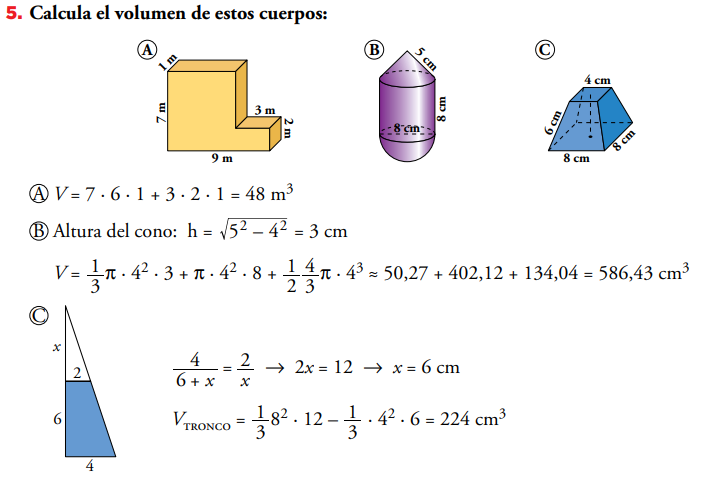 5. Calcula el volumen de estos cuerpos:
A B C
1 m 7 m 3 m 2 m 9 m
5 cm 8 cm 8 cm
4 cm 6 cm 8 cm 8 cm
A V = 7 · 6 · 1 + 3 · 2 · 1 = 48 m³
B Altura del cono: h = √(5² – 4²) = 3 cm
V = 1/3 π · 4² · 3 + π · 4² · 8 + 1/2 4/3 π · 4³ ≈ 50,27 + 402,12 + 134,04 = 586,43 cm³
C
x 2 6 4
4/(6 + x) = 2/x → 2x = 12 → x = 6 cm
V TRONCO = 1/3 8² · 12 – 1/3 · 4² · 6 = 224 cm³